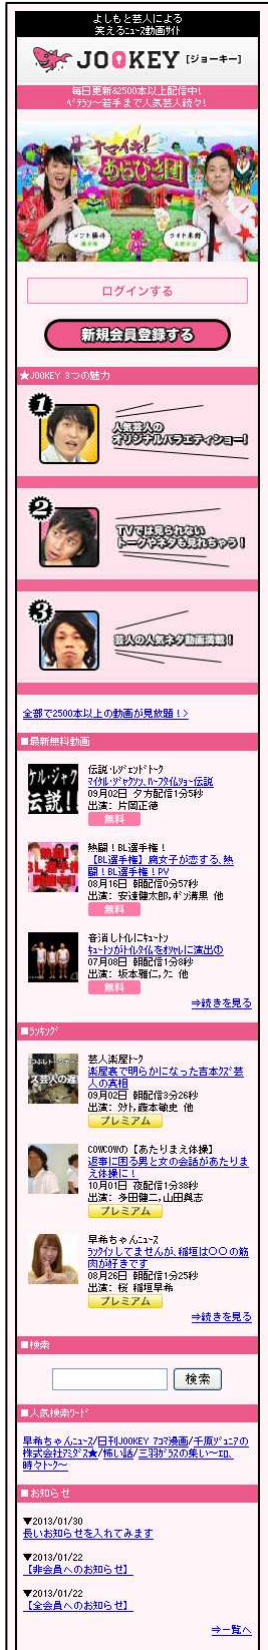 よしもと芸人による
笑えるﾆｭｰｽ動画ｻｲﾄ
JOOKEY [ジョーキー]
毎日更新&2500本以上配信中!
ﾍﾞﾃﾗﾝ～若手まで人気芸人続々!
ヤマイキ!
あらびき団
ログインする
新規会員登録する
★JOOKEY 3つの魅力
1
人気芸人の
オリジナルバラエティショー!
2
TVでは見られない
トークやネタも見れちゃう!
3
芸人の人気ネタ動画満載!
全部で2500本以上の動画が見放題!>
■最新無料動画
伝説・ﾚｼﾞｪﾝﾄﾞﾄｰｸ
ﾏｲｹﾙ・ｼﾞｬｸｿﾝ､ﾊｰﾌﾀｲﾑｼｮｰ伝説
09月02日 夕方配信1分5秒
出演: 片岡正徳
無料
熱闘!BL選手権!
【BL選手権】腐女子が恋する､熱
闘!BL選手権!PV
08月16日 朝配信0分57秒
出演: 安達健太郎,ｷﾞﾝ溝黒 他
無料
音消しﾄｲﾚにｷｭｰﾄﾝ
ｷｭｰﾄﾝがﾄｲﾚﾀｲﾑをｵｼｬﾚに演出①
07月08日 朝配信1分8秒
出演: 坂本雅仁,ｸﾆ 他
無料
⇒続きを見る
■ﾗﾝｷﾝｸﾞ
芸人楽屋ﾄｰｸ
楽屋裏で明らかになった吉本ｸｽﾞ芸
人の真相
09月02日 朝配信3分26秒
出演: ｸﾘﾄ,藤本敏史 他
プレミアム
COWCOWの【あたりまえ体操】
返事に困る男と女の会話があたりま
え体操に!
10月01日 夜配信1分38秒
出演: 多田健二,山田與志
プレミアム
早希ちゃんﾆｭｰｽ
ﾗﾝｸｲﾝしてませんが､稲垣は〇〇の筋
肉が好きです
08月26日 朝配信1分25秒
出演: 桜 稲垣早希
プレミアム
⇒続きを見る
■検索
検索
■人気検索ﾜｰﾄﾞ
早希ちゃんﾆｭｰｽ/日刊JOOKEY 7ｺﾏ漫画/千原ｼﾞｭﾆｱの
株式会社ｱﾐﾀﾞｽ★/怖い話/三羽ｶﾞﾗｽの集い～ｴﾛ､
時々ﾄｰｸ～
■お知らせ
▼2013/01/30
長いお知らせを入れてみます
▼2013/01/22
【非会員へのお知らせ】
▼2013/01/22
【全会員へのお知らせ】
⇒一覧へ